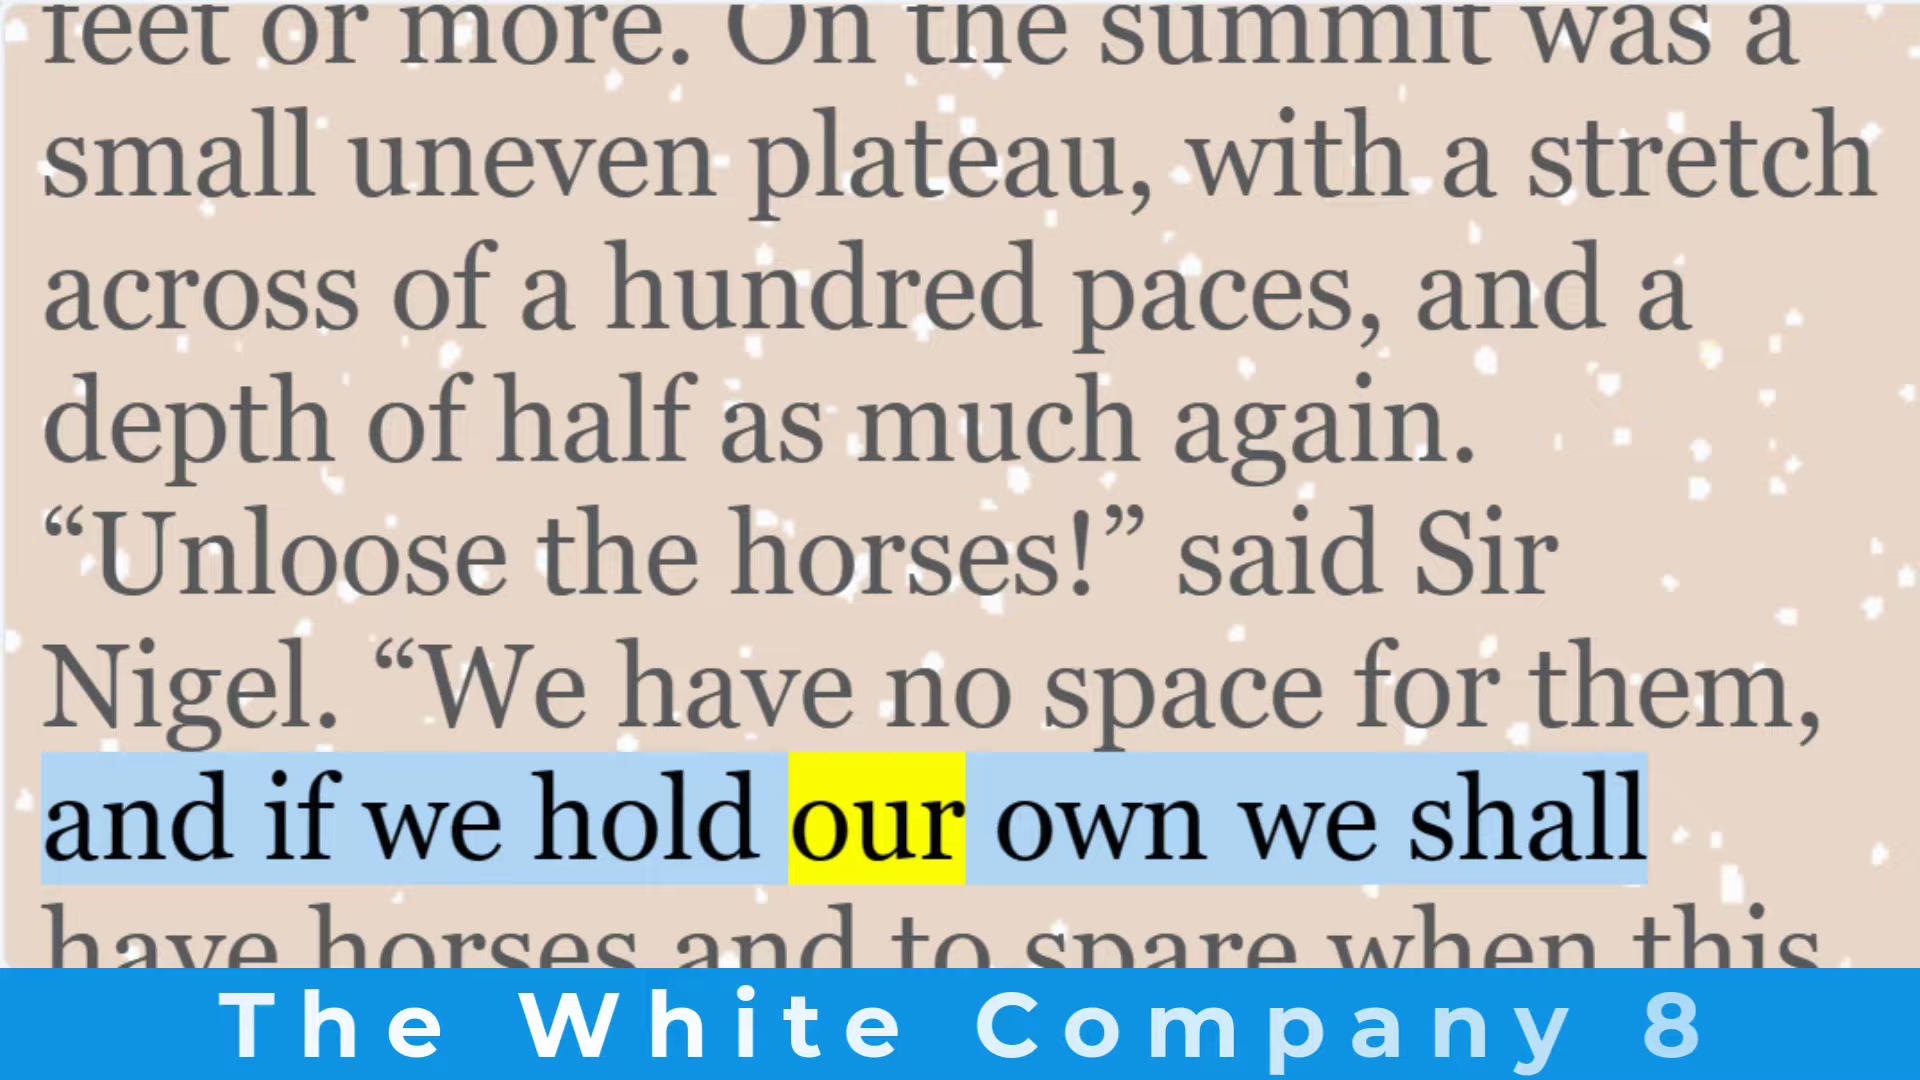 feet or more. On the summit was a
small uneven plateau, with a stretch
across of a hundred paces, and a
depth of half as much again.
“Unloose the horses!” said Sir
Nigel. “We have no space for them,
and if we hold our own we shall
have horses and to spare when this
The White Company 8